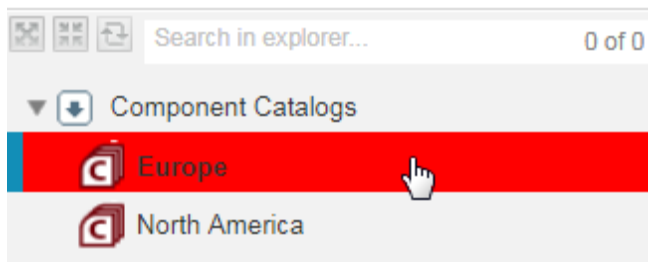 Search in explorer... 0 of 0
Component Catalogs
C Europe
C North America